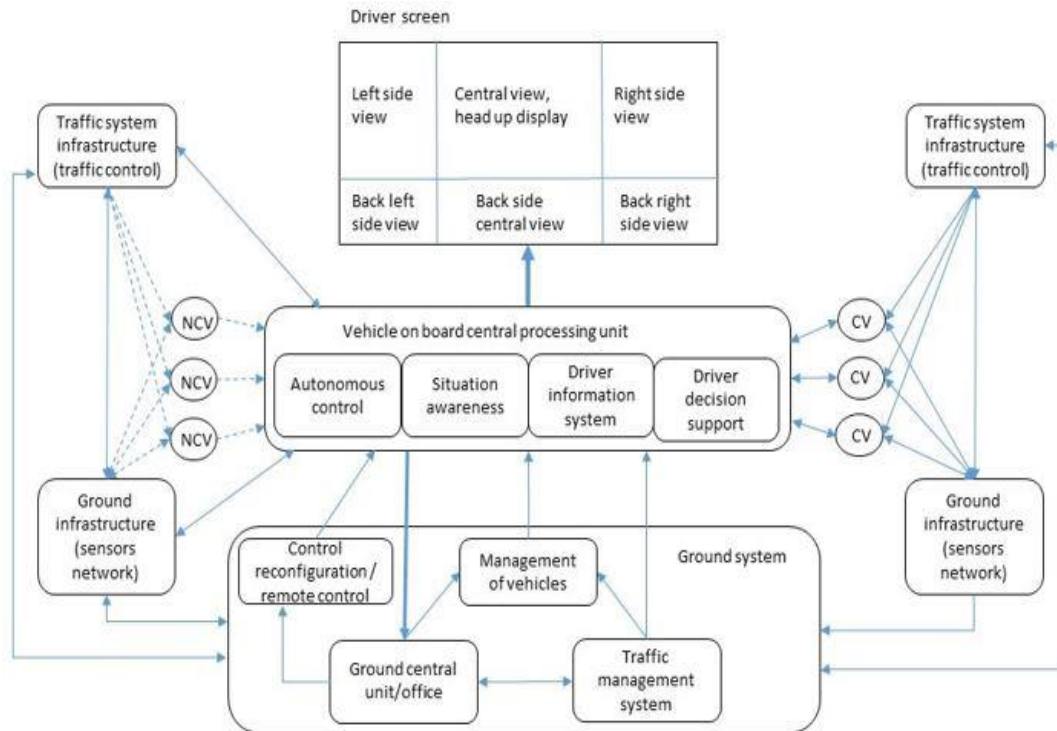 Driver screen
Left side
view
Central view,
head up display
Right side
view
Back left
side view
Back side
central view
Back right
side view
Traffic system
infrastructure
(traffic control)
Traffic system
infrastructure
(traffic control)
NCV
NCV
NCV
Vehicle on board central processing unit
Autonomous
control
Situation
awareness
Driver
information
system
Driver
decision
support
CV
CV
CV
Ground
infrastructure
(sensors
network)
Ground
infrastructure
(sensors
network)
Control
reconfiguration/
remote control
Management
of vehicles
Ground system
Ground central
unit/office
Traffic
management
system